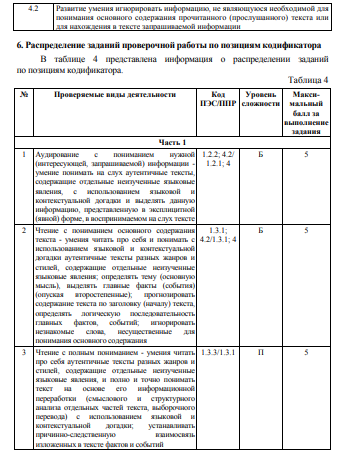 4.2 Развитие умения игнорировать информацию, не являющуюся необходимой для
понимания основного содержания прочитанного (прослушанного) текста или
для нахождения в тексте запрашиваемой информации
6. Распределение заданий проверочной работы по позициям кодификатора
В таблице 4 представлена информация о распределении заданий
по позициям кодификатора.
Таблица 4
№ Проверяемые виды деятельности Код ПЭС/ППР Уровень сложности Макси-мальный балл за выполнение задания
Часть 1
1 Аудирование с пониманием нужной 1.2.2; 4.2/ Б 5
(интересующей, запрашиваемой) информации - 1.2.1; 4
умение понимать на слух аутентичные тексты,
содержащие отдельные неизученные языковые
явления, с использованием языковой и
контекстуальной догадки и выделять данную
информацию, представленную в эксплицитной
(явной) форме, в воспринимаемом на слух тексте
2 Чтение с пониманием основного содержания 1.3.1; Б 5
текста - умения читать про себя и понимать с 4.2/1.3.1; 4
использованием языковой и контекстуальной
догадки аутентичные тексты разных жанров и
стилей, содержащие отдельные неизученные
языковые явления; определять тему (основную
мысль), выделять главные факты (события)
(опуская второстепенные); прогнозировать
содержание текста по заголовку (началу) текста,
определять логическую последовательность
главных фактов, событий; игнорировать
незнакомые слова, несущественные для
понимания основного содержания
3 Чтение с полным пониманием - умения читать 1.3.3/1.3.1 П 5
про себя аутентичные тексты разных жанров и
стилей, содержащие отдельные неизученные
языковые явления, и полно и точно понимать
текст на основе его информационной
переработки (смыслового и структурного
анализа отдельных частей текста, выборочного
перевода) с использованием языковой и
контекстуальной догадки; устанавливать
причинно-следственную взаимосвязь
изложенных в тексте фактов и событий